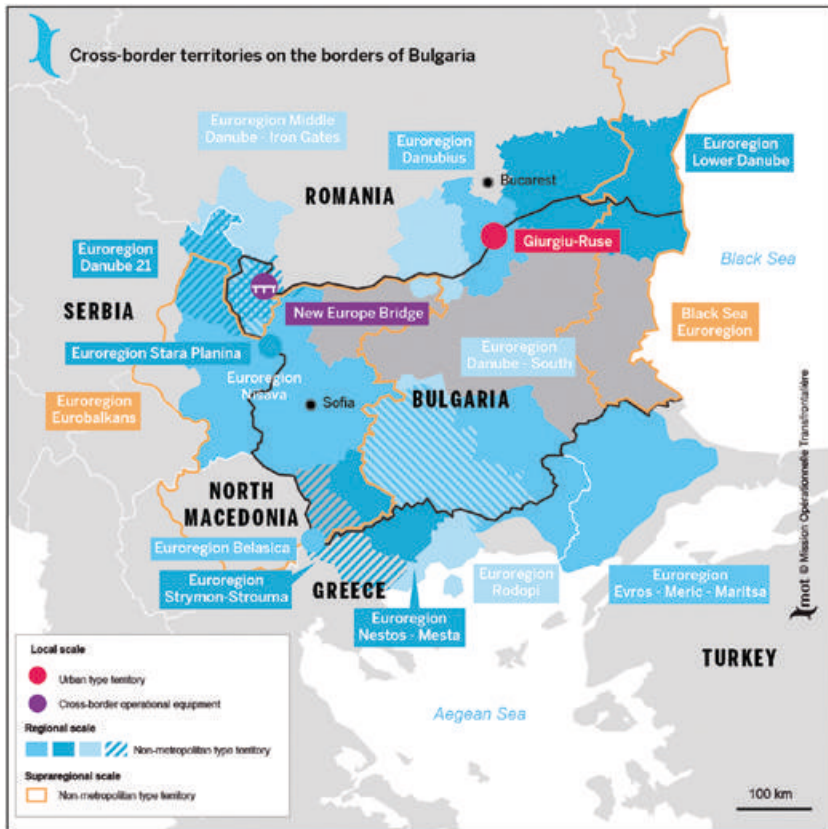 Cross-border territories on the borders of Bulgaria
Euroregion Middle
Danube - Iron Gates
Euroregion
Danubius
Euroregion
Lower Danube
Bucarest
ROMANIA
Giurgiu-Ruse
Euroregion
Danube 21
Black Sea
SERBIA
New Europe Bridge
Black Sea
Euroregion
Euroregion Stara Planina
Euroregion
Danube - South
Euroregion
Nisava
Euroregion
Eurobalkans
Sofia
BULGARIA
NORTH
MACEDONIA
Euroregion Belasica
Euroregion
Strymon-Strouma
GREECE
Euroregion
Nestos - Mesta
Euroregion
Rodopi
Euroregion
Evros - Meric - Maritsa
TURKEY
Aegean Sea
mot © Mission Opérationnelle Transfrontalière
Local scale
Urban type territory
Cross-border operational equipment
Regional scale
Non-metropolitan type territory
Supraregional scale
Non-metropolitan type territory
100 km